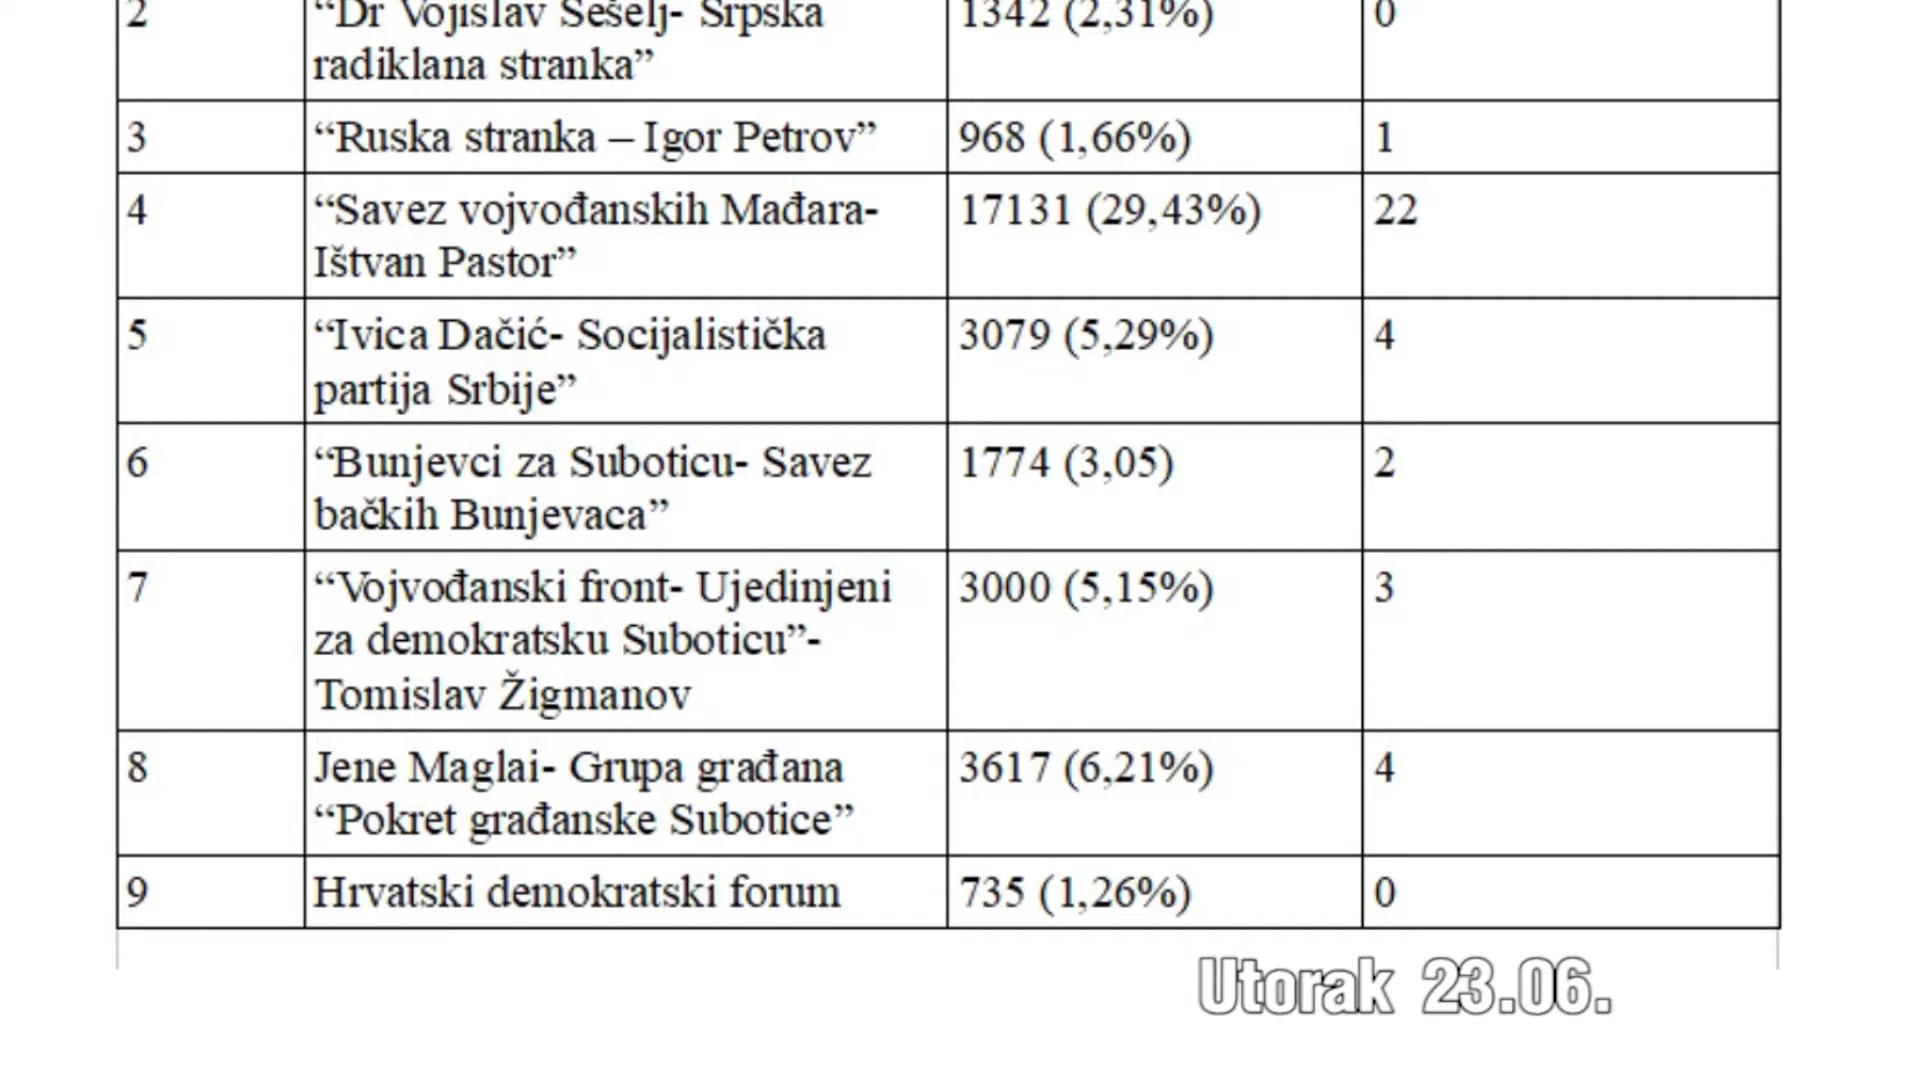 2 “Dr Vojislav Šešelj- Srpska 1342 (2,31%) 0
radiklana stranka”
3 “Ruska stranka – Igor Petrov” 968 (1,66%) 1
4 “Savez vojvođanskih Mađara- 17131 (29,43%) 22
Ištvan Pastor”
5 “Ivica Dačić- Socijalistička 3079 (5,29%) 4
partija Srbije”
6 “Bunjevci za Suboticu- Savez 1774 (3,05) 2
bačkih Bunjevaca”
7 “Vojvođanski front- Ujedinjeni 3000 (5,15%) 3
za demokratsku Suboticu”-
Tomislav Žigmanov
8 Jene Maglai- Grupa građana 3617 (6,21%) 4
“Pokret građanske Subotice”
9 Hrvatski demokratski forum 735 (1,26%) 0
Utorak 23.06.